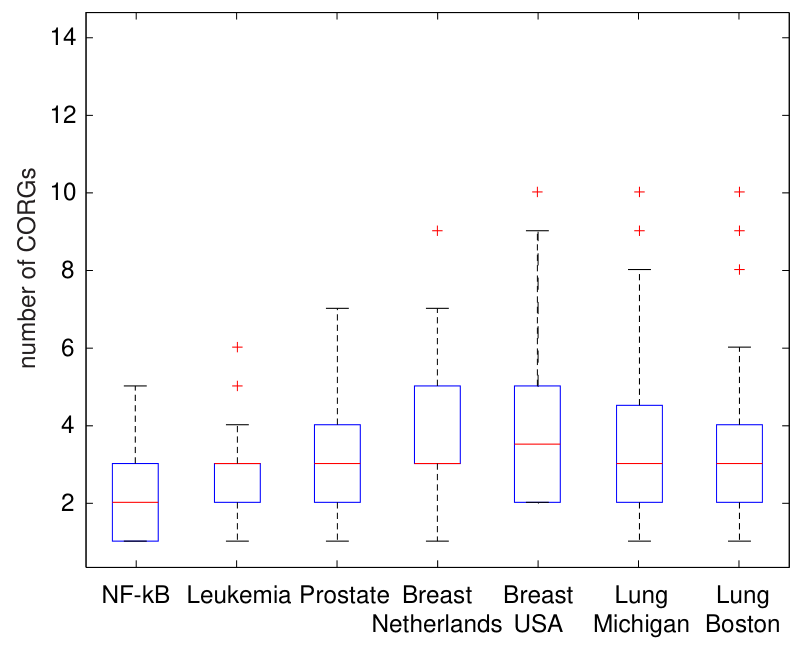 14
12
10
8
6
4
2
number of CORGs
NF-kB Leukemia Prostate Breast Breast Lung Lung
Netherlands USA Michigan Boston